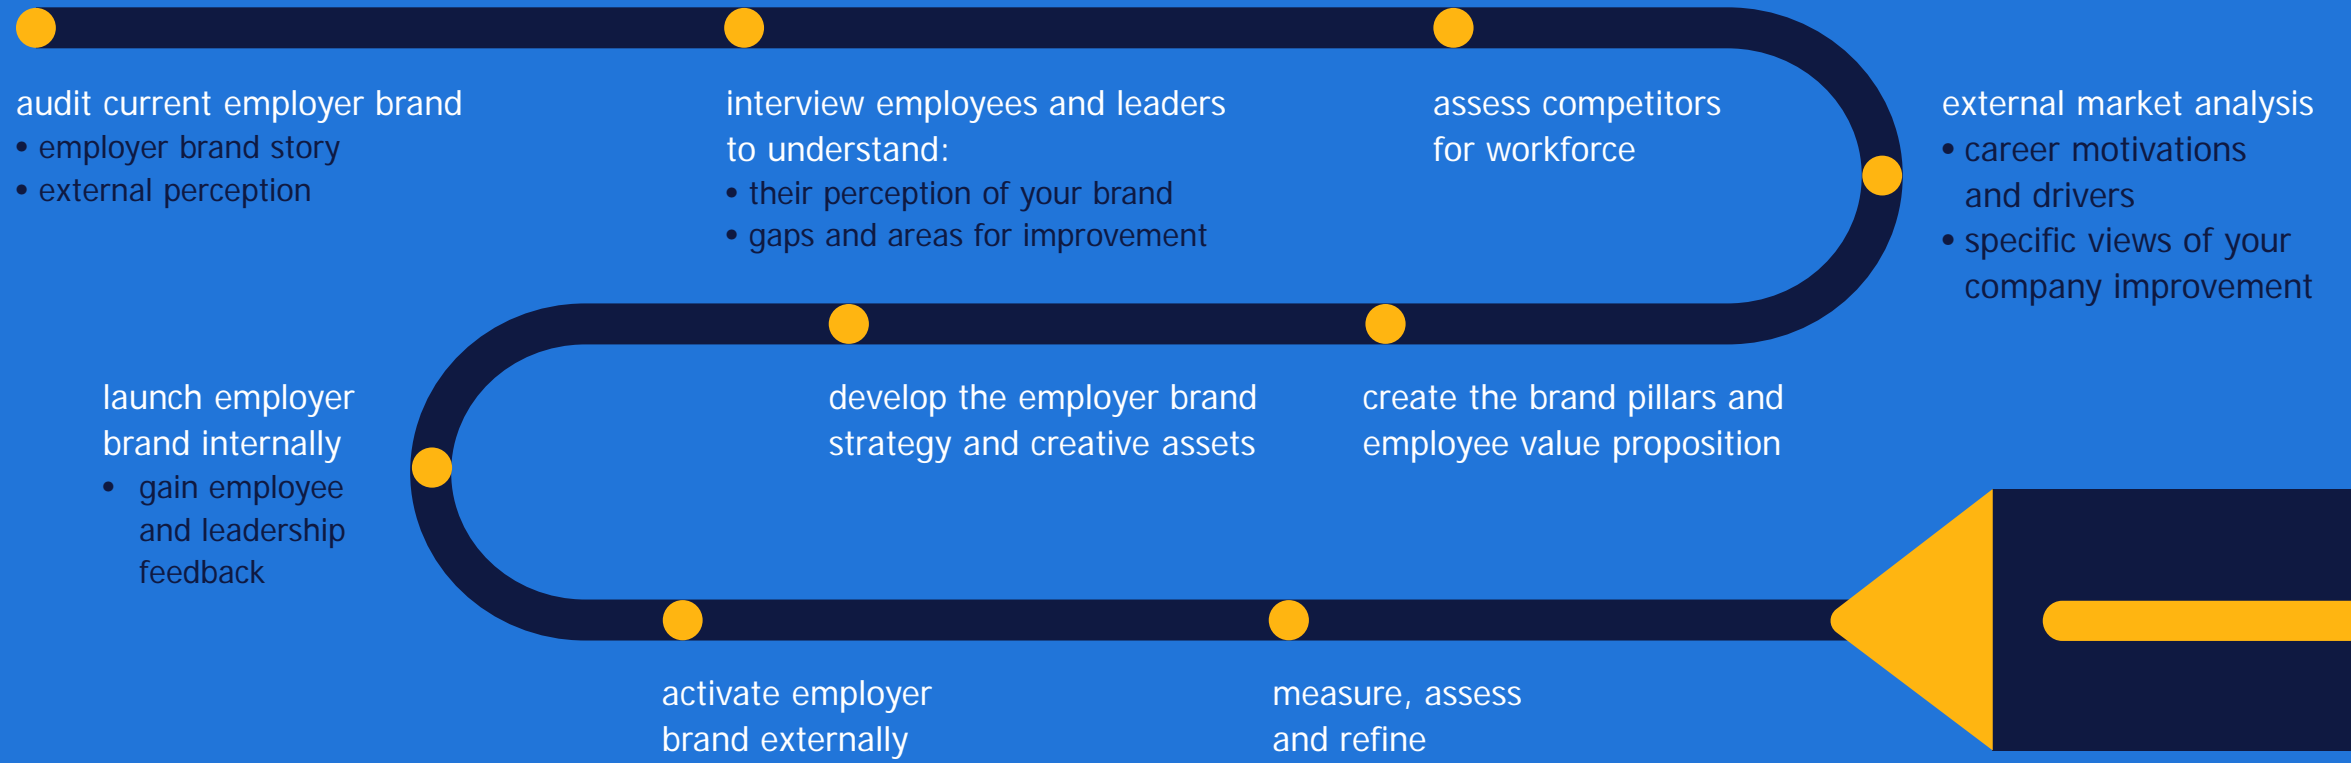 audit current employer brand
• employer brand story
• external perception
interview employees and leaders
to understand:
• their perception of your brand
• gaps and areas for improvement
assess competitors
for workforce
external market analysis
• career motivations
and drivers
• specific views of your
company improvement
create the brand pillars and
employee value proposition
develop the employer brand
strategy and creative assets
launch employer
brand internally
• gain employee
and leadership
feedback
activate employer
brand externally
measure, assess
and refine